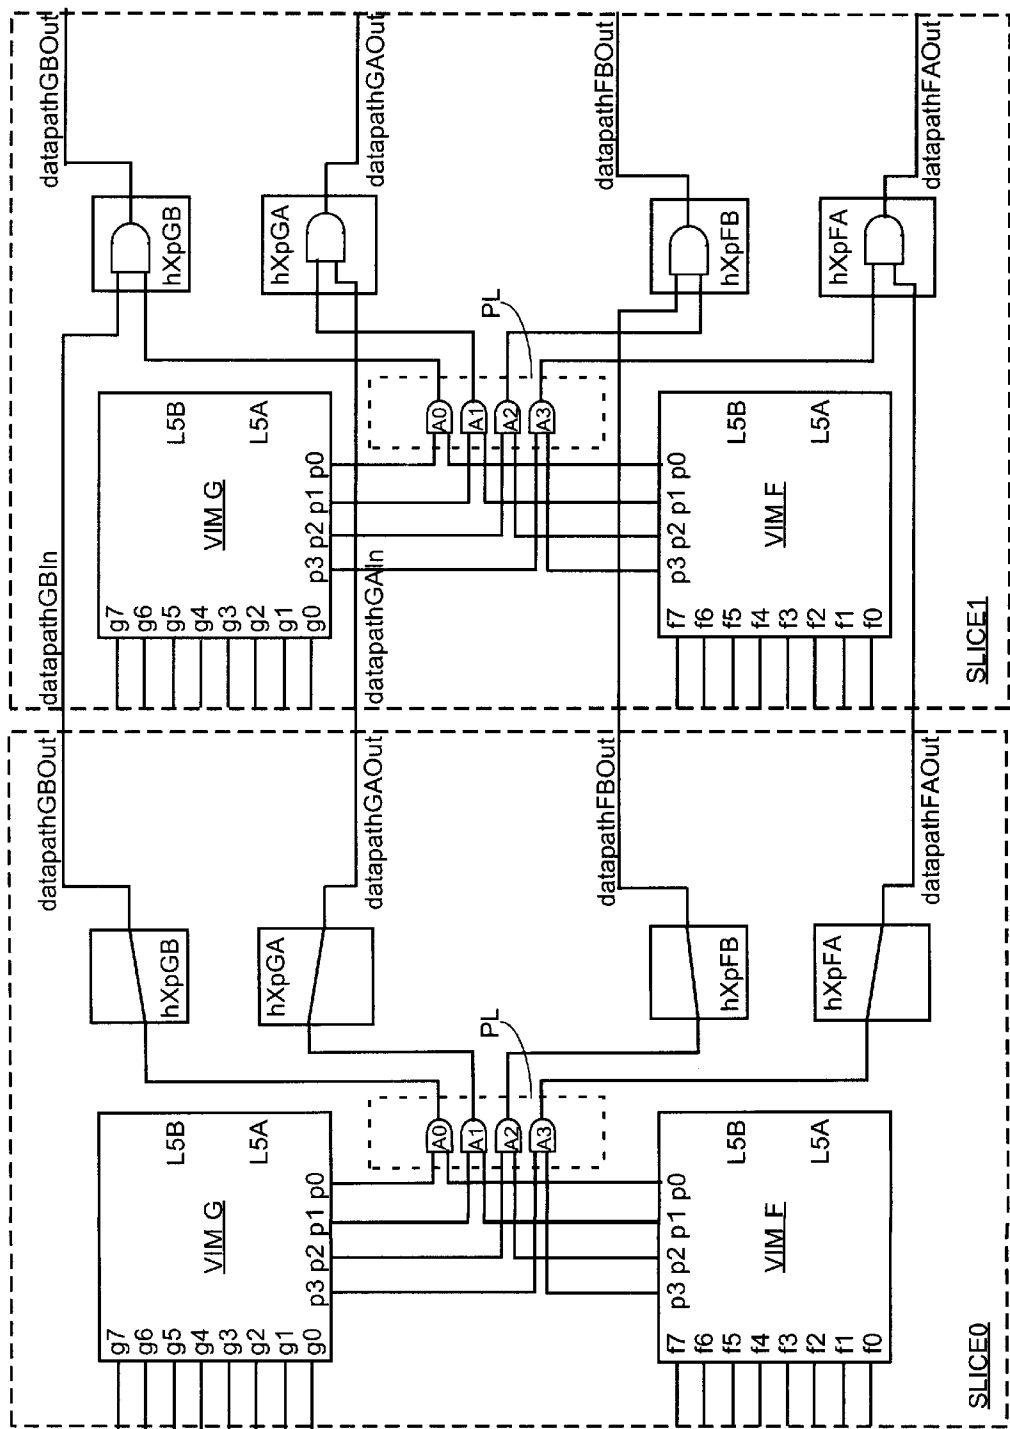 datapathGBOut
datapathGAOut
datapathFBOut
datapathFAOut
hXpGB
hXpGA
hXpFB
hXpFA
PL
A0
A1
A2
A3
L5B
L5A
VIM G
p0
p1
p2
p3
g7
g6
g5
g4
g3
g2
g1
g0
L5B
L5A
VIM F
p0
p1
p2
p3
f7
f6
f5
f4
f3
f2
f1
f0
datapathGBIn
datapathGAIn
SLICE1
datapathGBOut
datapathGAOut
datapathFBOut
datapathFAOut
hXpGB
hXpGA
hXpFB
hXpFA
PL
A0
A1
A2
A3
L5B
L5A
VIM G
p0
p1
p2
p3
g7
g6
g5
g4
g3
g2
g1
g0
L5B
L5A
VIM F
p0
p1
p2
p3
f7
f6
f5
f4
f3
f2
f1
f0
SLICE0